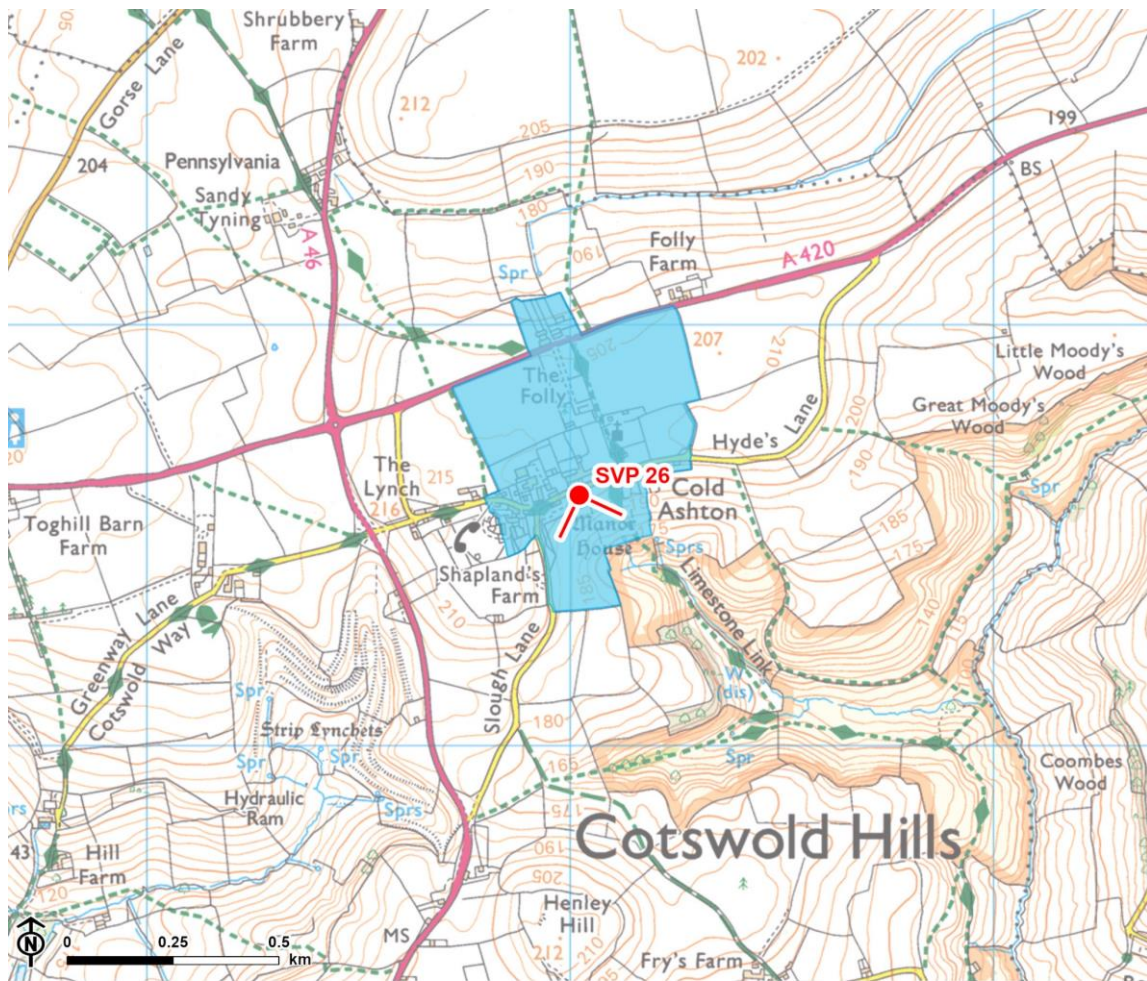 Shrubbery
Farm
Gorse Lane
205
202
212
205
199
190
BS
Pennsylvania
204
Sandy
Tyning
180
180
A 46
Folly
Farm
A 420
Spr
190
205
207
210
The
Folly
Little Moody's
Wood
Great Moody's
Wood
200
Hyde's Lane
190
The
Lynch
215
216
SVP 26
Cold
Ashton
Spr
185
175
Toghill Barn
Farm
Manor
House
Sprs
Shapland's
Farm
185
210
140
115
Greenway Lane
Cotswold Way
Limestone Link
Slough Lane
Spr
W
(dis)
180
Strip Lynchets
Spr
Spr
Spr
165
Coombes
Wood
Hydraulic
Ram
Sprs
175
Cotswold Hills
190
43
Hill
Farm
205
120
Henley
Hill
210
MS
Fry's Farm
N
0 0.25 0.5
km